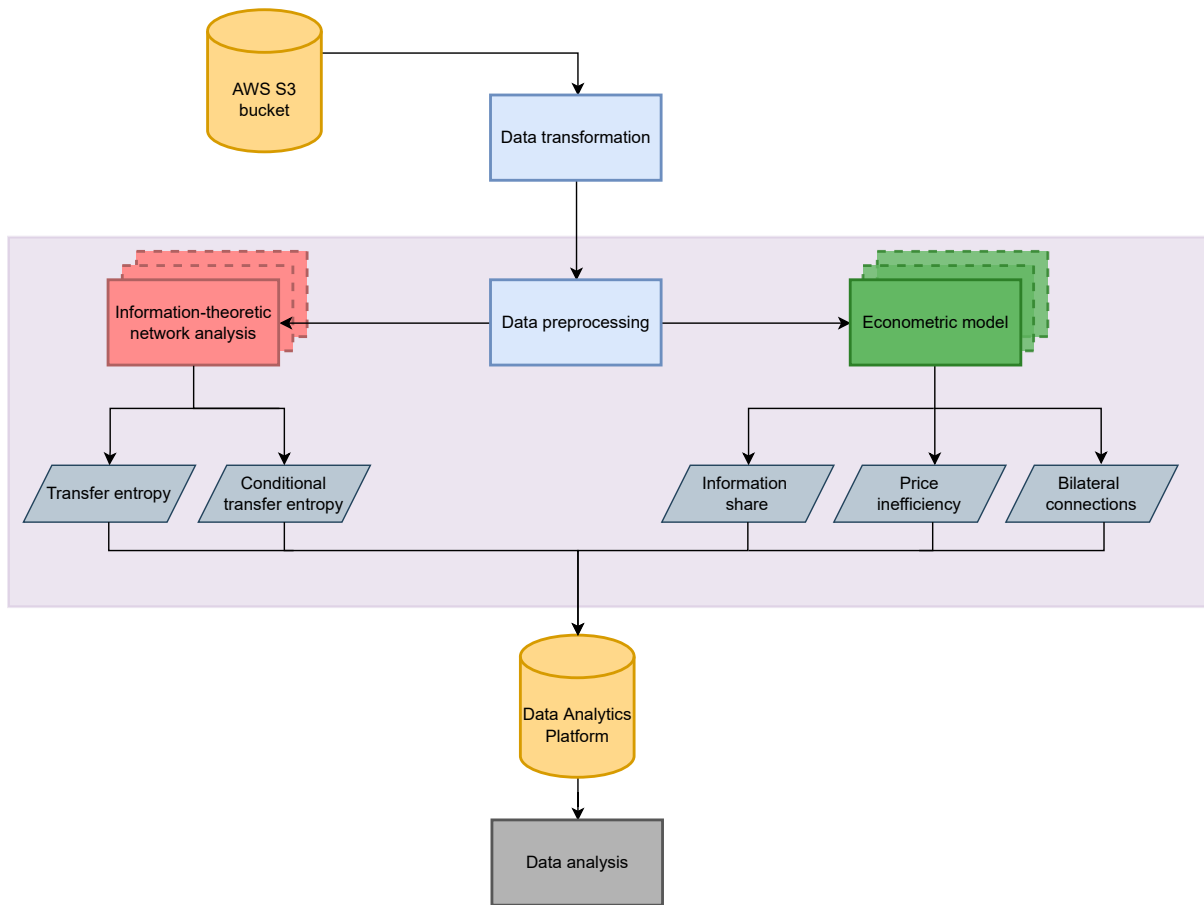 AWS S3
bucket
Data transformation
Information-theoretic
network analysis
Data preprocessing
Econometric model
Transfer entropy
Conditional
transfer entropy
Information
share
Price
inefficiency
Bilateral
connections
Data Analytics
Platform
Data analysis